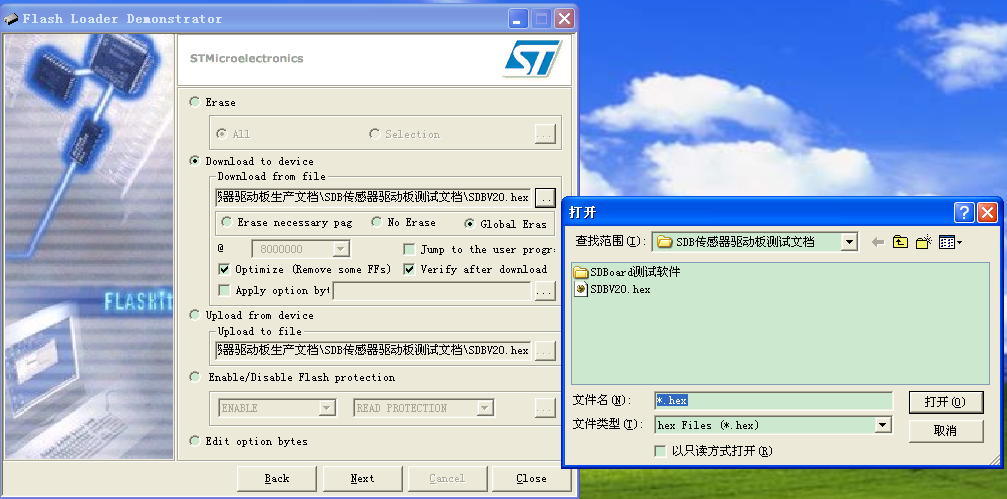 Flash Loader Demonstrator
STMicroelectronics
ST
Erase
All
Selection
...
Download to device
Download from file
器驱动板生产文档\SDB传感器驱动板测试文档\SDBV20.hex
..
Erase necessary pag
No Erase
Global Eras
@
8000000
Jump to the user progr
Optimize (Remove some FFs)
Verify after download
Apply option byt
...
Upload from device
Upload to file
器驱动板生产文档\SDB传感器驱动板测试文档\SDBV20.hex
...
Enable/Disable Flash protection
ENABLE
READ PROTECTION
...
Edit option bytes
Back
Next
Cancel
Close
打开
查找范围(I):
SDB传感器驱动板测试文档
SDBoard测试软件
SDBV20.hex
文件名(N):
*.hex
打开(O)
文件类型(T):
hex Files (*.hex)
取消
以只读方式打开(R)